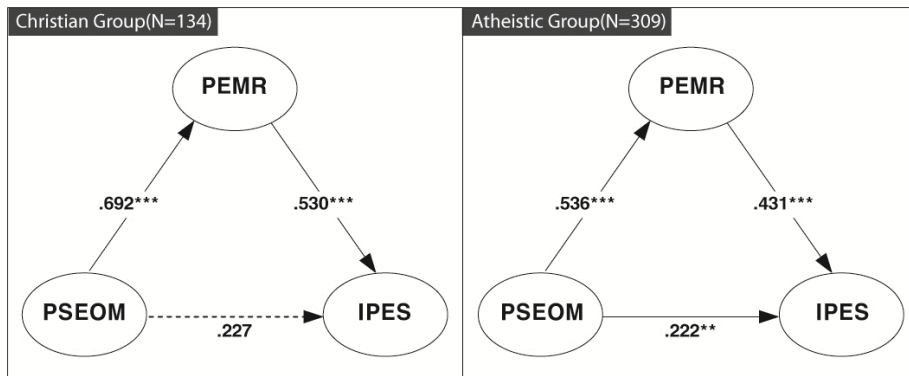 Christian Group(N=134)
PEMR
.692***
.530***
PSEOM
IPES
.227
Atheistic Group(N=309)
PEMR
.536***
.431***
PSEOM
IPES
.222**